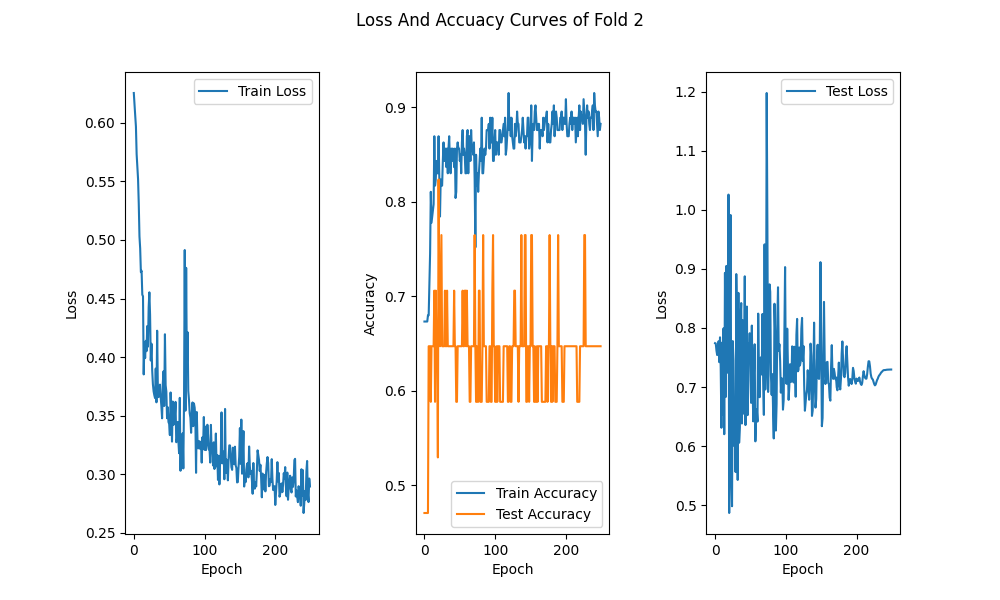 Loss And Accuacy Curves of Fold 2
Train Loss
0.60
0.55
0.50
0.45
0.40
0.35
0.30
0.25
Loss
0
100
200
Epoch
0.9
0.8
0.7
0.6
0.5
Accuracy
Train Accuracy
Test Accuracy
0
100
200
Epoch
Test Loss
1.2
1.1
1.0
0.9
0.8
0.7
0.6
0.5
Loss
0
100
200
Epoch